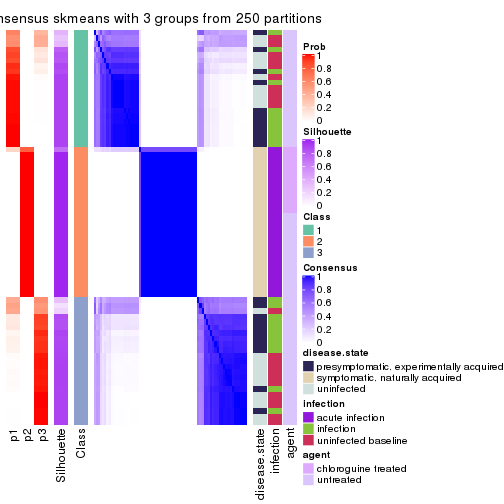 nsensus skmeans with 3 groups from 250 partitions
Prob
1
0.8
0.6
0.4
0.2
0
Silhouette
1
0.8
0.6
0.4
0.2
0
Class
1
2
3
Consensus
1
0.8
0.6
0.4
0.2
0
disease.state
presymptomatic. experimentally acquired
symptomatic. naturally acquired
uninfected
infection
acute infection
infection
uninfected baseline
agent
chloroguine treated
untreated
p1
p2
p3
Silhouette
Class
disease.state
infection
agent